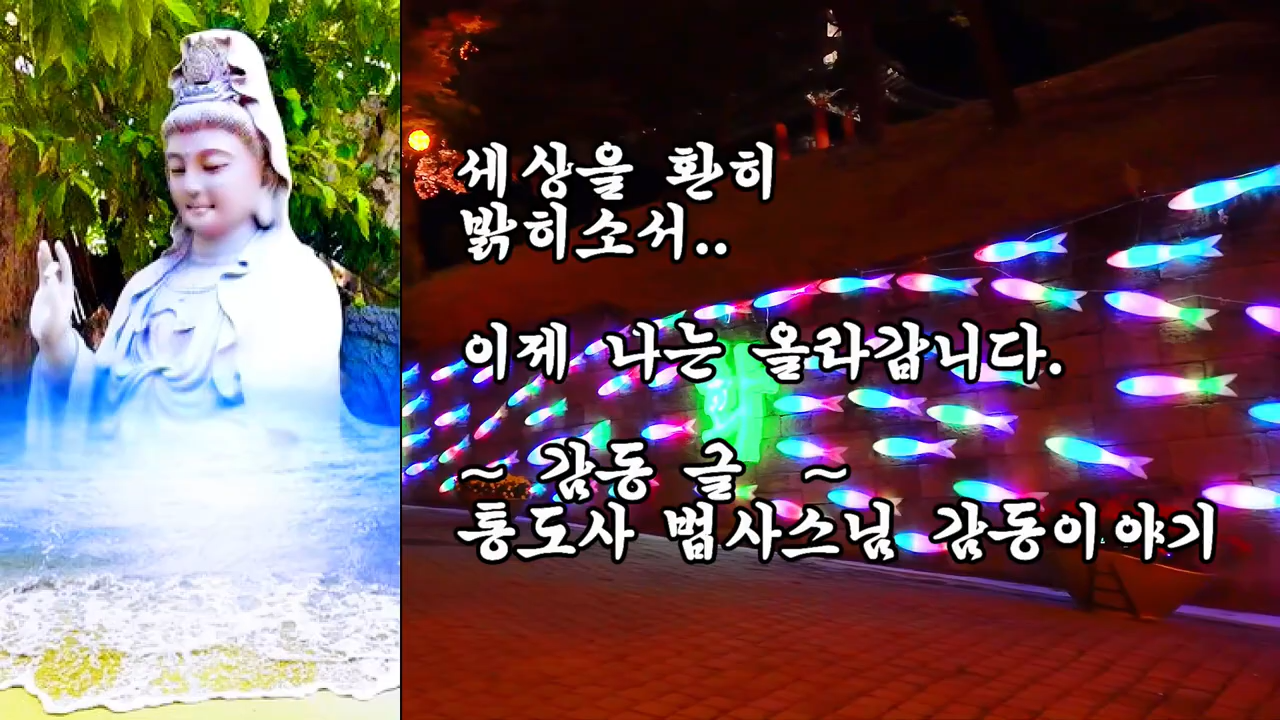 세상을 환히
밝히소서..
이제 나는 올라갑니다.
~ 감동 글 ~
통도사 법사스님 감동이야기